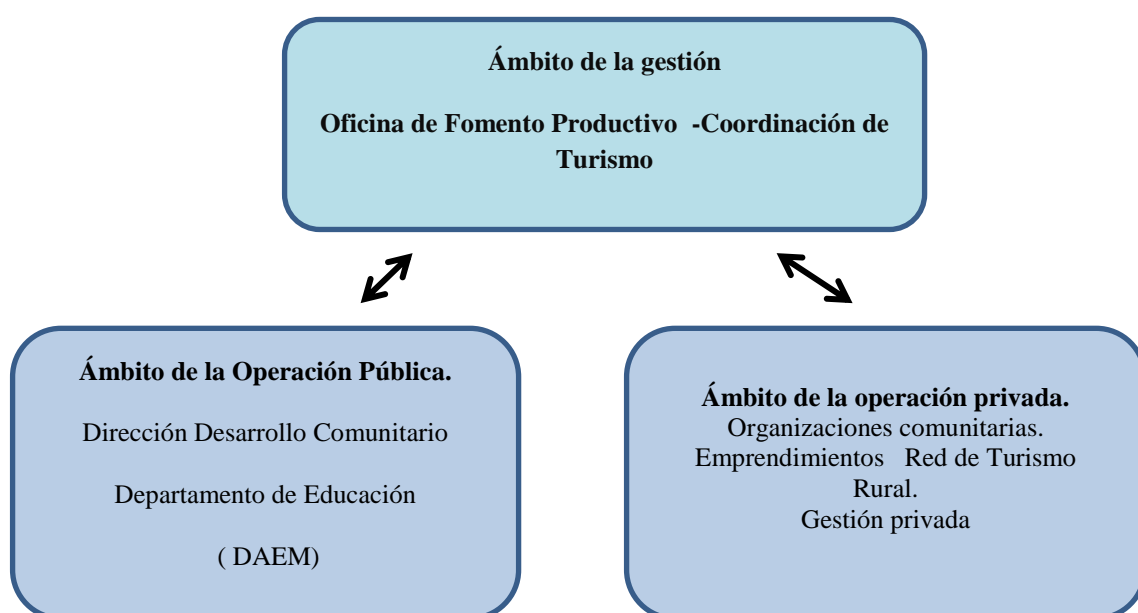 Ámbito de la gestión
Oficina de Fomento Productivo  -Coordinación de
Turismo
Ámbito de la Operación Pública.
Dirección Desarrollo Comunitario
Departamento de Educación
( DAEM)
Ámbito de la operación privada.
Organizaciones comunitarias.
Emprendimientos   Red de Turismo
Rural.
Gestión privada